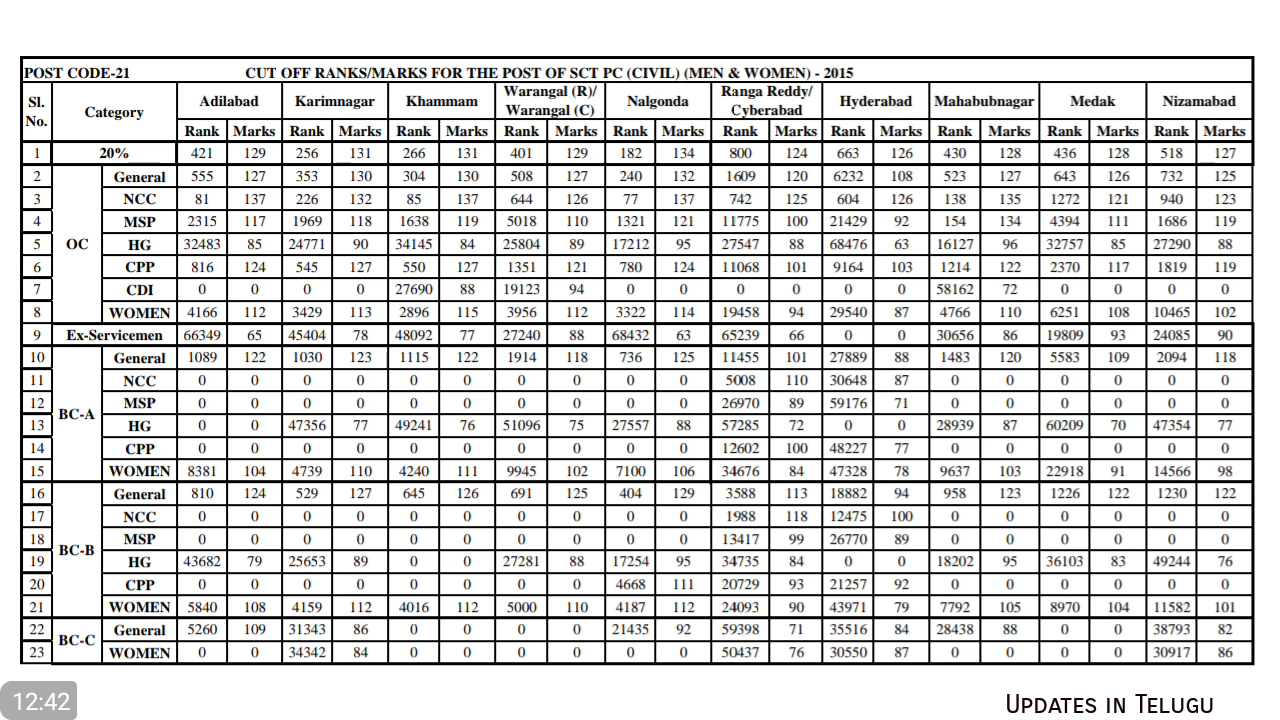 POST CODE-21 CUT OFF RANKS/MARKS FOR THE POST OF SCT PC (CIVIL) (MEN & WOMEN) - 2015
Sl. No. Category Adilabad Karimnagar Khammam Warangal (R)/ Warangal (C) Nalgonda Ranga Reddy/ Cyberabad Hyderabad Mahabubnagar Medak Nizamabad
Rank Marks Rank Marks Rank Marks Rank Marks Rank Marks Rank Marks Rank Marks Rank Marks Rank Marks Rank Marks
1 20% 421 129 256 131 266 131 401 129 182 134 800 124 663 126 430 128 436 128 518 127
2 OC General 555 127 353 130 304 130 508 127 240 132 1609 120 6232 108 523 127 643 126 732 125
3 NCC 81 137 226 132 85 137 644 126 77 137 742 125 604 126 138 135 1272 121 940 123
4 MSP 2315 117 1969 118 1638 119 5018 110 1321 121 11775 100 21429 92 154 134 4394 111 1686 119
5 HG 32483 85 24771 90 34145 84 25804 89 17212 95 27547 88 68476 63 16127 96 32757 85 27290 88
6 CPP 816 124 545 127 550 127 1351 121 780 124 11068 101 9164 103 1214 122 2370 117 1819 119
7 CDI 0 0 0 0 27690 88 19123 94 0 0 0 0 0 0 58162 72 0 0 0 0
8 WOMEN 4166 112 3429 113 2896 115 3956 112 3322 114 19458 94 29540 87 4766 110 6251 108 10465 102
9 Ex-Servicemen 66349 65 45404 78 48092 77 27240 88 68432 63 65239 66 0 0 30656 86 19809 93 24085 90
10 BC-A General 1089 122 1030 123 1115 122 1914 118 736 125 11455 101 27889 88 1483 120 5583 109 2094 118
11 NCC 0 0 0 0 0 0 0 0 0 0 5008 110 30648 87 0 0 0 0 0 0
12 MSP 0 0 0 0 0 0 0 0 0 0 26970 89 59176 71 0 0 0 0 0 0
13 HG 0 0 47356 77 49241 76 51096 75 27557 88 57285 72 0 0 28939 87 60209 70 47354 77
14 CPP 0 0 0 0 0 0 0 0 0 0 12602 100 48227 77 0 0 0 0 0 0
15 WOMEN 8381 104 4739 110 4240 111 9945 102 7100 106 34676 84 47328 78 9637 103 22918 91 14566 98
16 BC-B General 810 124 529 127 645 126 691 125 404 129 3588 113 18882 94 958 123 1226 122 1230 122
17 NCC 0 0 0 0 0 0 0 0 0 0 1988 118 12475 100 0 0 0 0 0 0
18 MSP 0 0 0 0 0 0 0 0 0 0 13417 99 26770 89 0 0 0 0 0 0
19 HG 43682 79 25653 89 0 0 27281 88 17254 95 34735 84 0 0 18202 95 36103 83 49244 76
20 CPP 0 0 0 0 0 0 0 0 4668 111 20729 93 21257 92 0 0 0 0 0 0
21 WOMEN 5840 108 4159 112 4016 112 5000 110 4187 112 24093 90 43971 79 7792 105 8970 104 11582 101
22 BC-C General 5260 109 31343 86 0 0 0 0 21435 92 59398 71 35516 84 28438 88 0 0 38793 82
23 WOMEN 0 0 34342 84 0 0 0 0 0 0 50437 76 30550 87 0 0 0 0 30917 86
12:42
UPDATES IN TELUGU